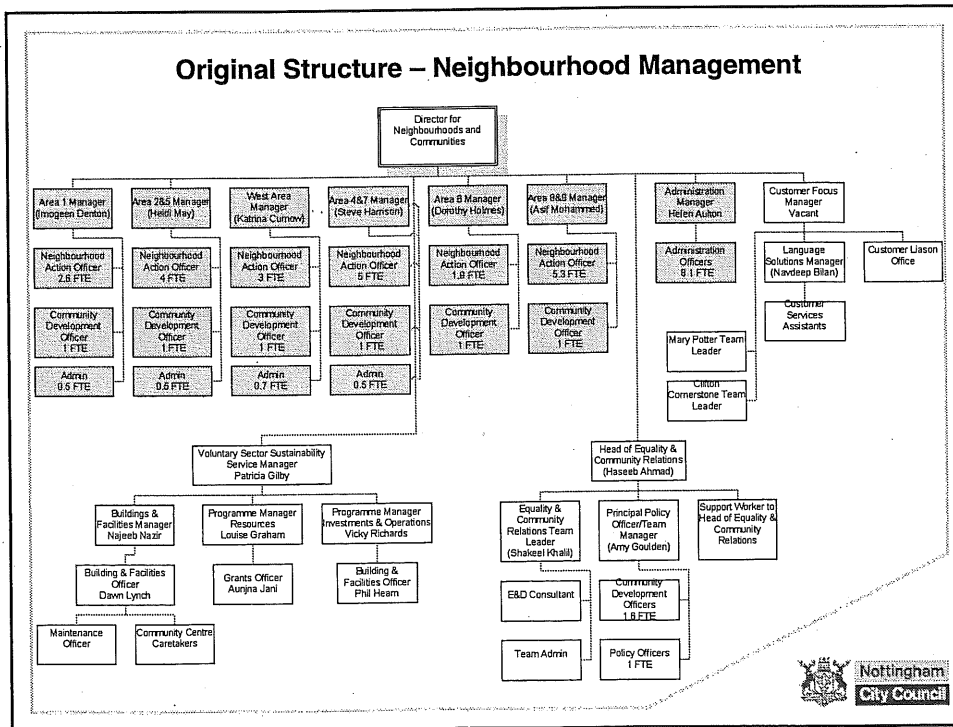 Original Structure – Neighbourhood Management
Director for
Neighbourhoods and
Communities
Area 1 Manager
(Imogeen Denton)
Area 2&5 Manager
(Heidi May)
West Area
Manager
(Katrina Curnow)
Area 4&7 Manager
(Steve Harrison)
Area 6 Manager
(Dorothy Holmes)
Area 8&9 Manager
(Asif Mohammed)
Administration
Manager
Helen Aulton
Customer Focus
Manager
Vacant
Neighbourhood
Action Officer
2.6 FTE
Neighbourhood
Action Officer
4 FTE
Neighbourhood
Action Officer
3 FTE
Neighbourhood
Action Officer
5 FTE
Neighbourhood
Action Officer
1.8 FTE
Neighbourhood
Action Officer
5.3 FTE
Administration
Officers
8.1 FTE
Language
Solutions Manager
(Navdeep Bilan)
Customer Liason
Office
Community
Development
Officer
1 FTE
Community
Development
Officer
1 FTE
Community
Development
Officer
1 FTE
Community
Development
Officer
1 FTE
Community
Development
Officer
1 FTE
Community
Development
Officer
1 FTE
Customer
Services
Assistants
Mary Potter Team
Leader
Clifton
Cornerstone Team
Leader
Admin
0.5 FTE
Admin
0.5 FTE
Admin
0.7 FTE
Admin
0.5 FTE
Voluntary Sector Sustainability
Service Manager
Patricia Gilby
Head of Equality &
Community Relations
(Haseeb Ahmad)
Buildings &
Facilities Manager
Najeeb Nazir
Programme Manager
Resources
Louise Graham
Programme Manager
Investments & Operations
Vicky Richards
Equality &
Community
Relations Team
Leader
(Shakeel Khalil)
Principal Policy
Officer/Team
Manager
(Amy Goulden)
Support Worker to
Head of Equality &
Community
Relations
Building & Facilities
Officer
Dawn Lynch
Grants Officer
Aunjna Jani
Building &
Facilities Officer
Phil Hearn
E&D Consultant
Community
Development
Officers
1.6 FTE
Maintenance
Officer
Community Centre
Caretakers
Team Admin
Policy Officers
1 FTE
Nottingham
City Council